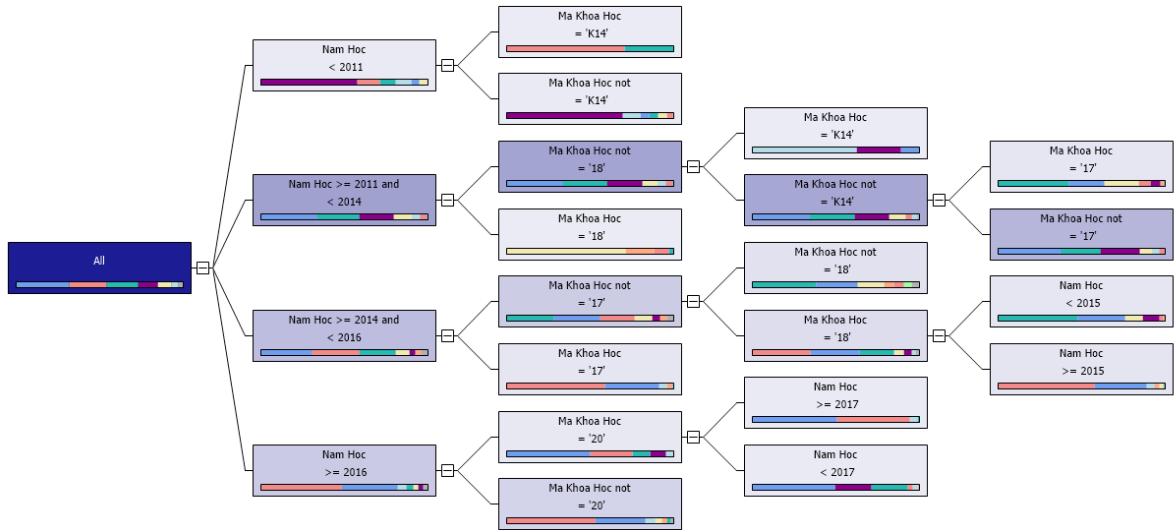 All
Nam Hoc
< 2011
Nam Hoc >= 2011 and
< 2014
Nam Hoc >= 2014 and
< 2016
Nam Hoc
>= 2016
Ma Khoa Hoc
= 'K14'
Ma Khoa Hoc not
= 'K14'
Ma Khoa Hoc not
= '18'
Ma Khoa Hoc
= '18'
Ma Khoa Hoc not
= '17'
Ma Khoa Hoc
= '17'
Ma Khoa Hoc
= '20'
Ma Khoa Hoc not
= '20'
Ma Khoa Hoc
= 'K14'
Ma Khoa Hoc not
= 'K14'
Ma Khoa Hoc not
= '18'
Ma Khoa Hoc
= '18'
Nam Hoc
>= 2017
Nam Hoc
< 2017
Ma Khoa Hoc
= '17'
Ma Khoa Hoc not
= '17'
Nam Hoc
< 2015
Nam Hoc
>= 2015